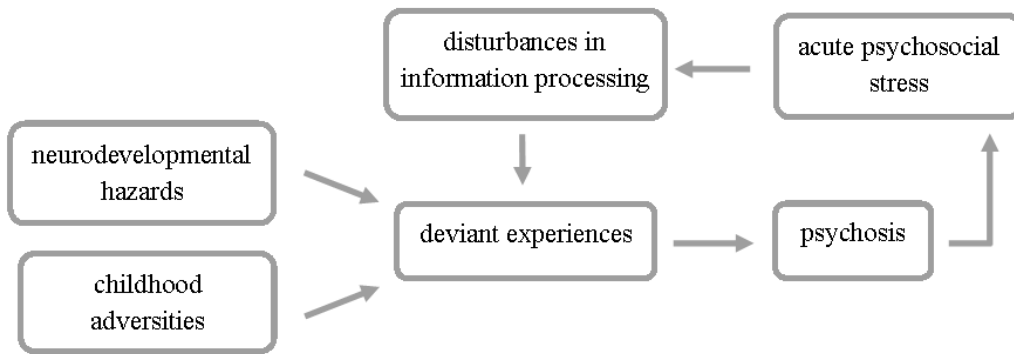 disturbances in
information processing
acute psychosocial
stress
neurodevelopmental
hazards
deviant experiences
psychosis
childhood
adversities